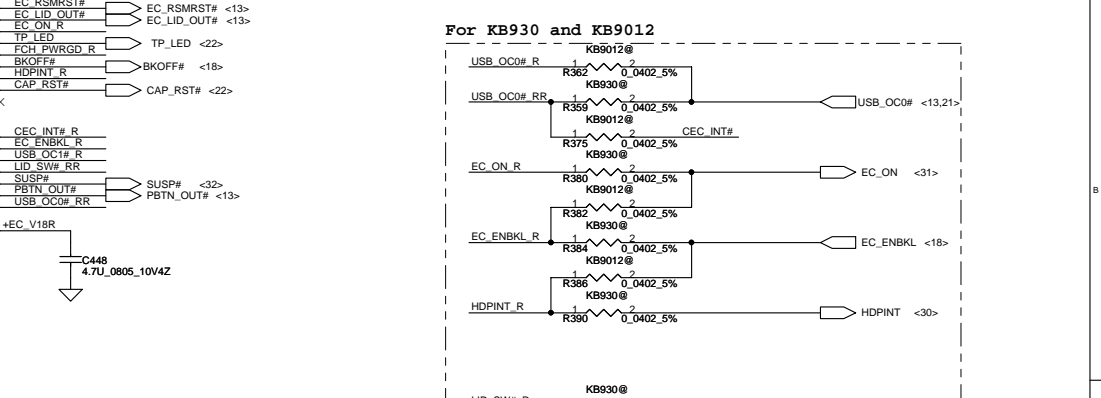 EC_RSMRST#
EC_RSMRST# <13>
EC_LID_OUT#
EC_LID_OUT# <13>
EC_ON_R
TP_LED
TP_LED <22>
FCH_PWRGD_R
BKOFF#
BKOFF# <18>
HDPINT_R
CAP_RST#
CAP_RST# <22>
CEC_INT#_R
EC_ENBKL_R
USB_OC1#_R
LID_SW#_RR
SUSP#
SUSP# <32>
PBTN_OUT#
PBTN_OUT# <13>
USB_OC0#_RR
+EC_V18R
C448
4.7U_0805_10V4Z
For KB930 and KB9012
KB9012@
USB_OC0#_R
1 2
R362 0_0402_5%
KB930@
USB_OC0#_RR
1 2
R359 0_0402_5%
USB_OC0# <13,21>
KB9012@
1 2
CEC_INT#
R375 0_0402_5%
KB930@
EC_ON_R
1 2
R380 0_0402_5%
EC_ON <31>
KB9012@
1 2
R382 0_0402_5%
KB930@
EC_ENBKL_R
1 2
R384 0_0402_5%
EC_ENBKL <18>
KB9012@
1 2
R386 0_0402_5%
KB930@
HDPINT_R
1 2
R390 0_0402_5%
HDPINT <30>
KB930@
B